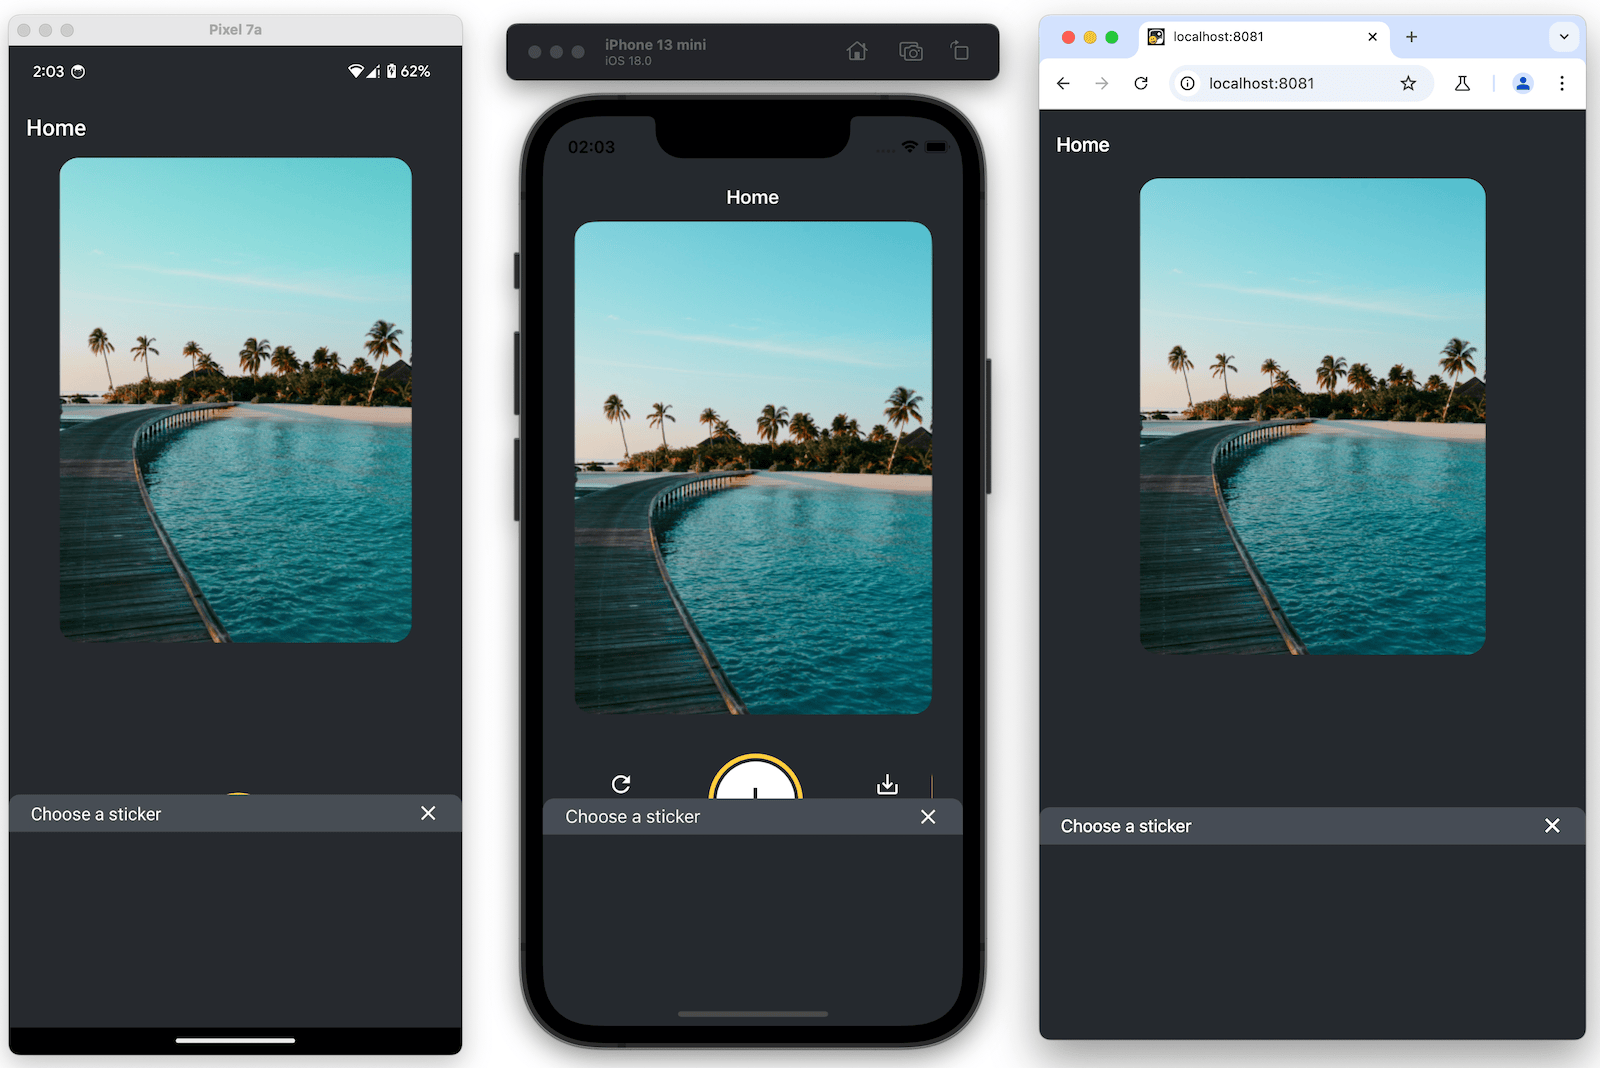 Pixel 7a
2:03 62%
Home
Choose a sticker
iPhone 13 mini
iOS 18.0
02:03
Home
Choose a sticker
localhost:8081
localhost:8081
Home
Choose a sticker